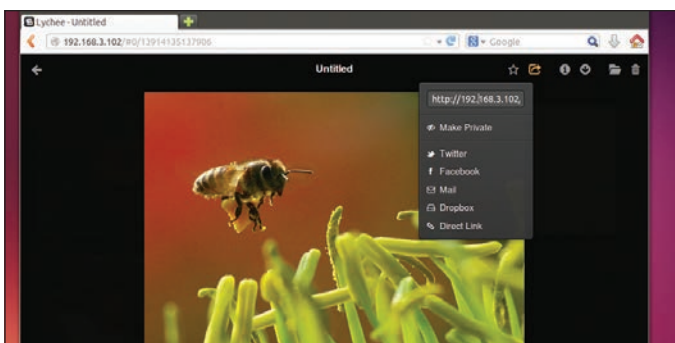 Lychee - Untitled
192.168.3.102/#0/13914135137906
Google
Untitled
http://192.168.3.102,
Make Private
Twitter
Facebook
Mail
Dropbox
Direct Link